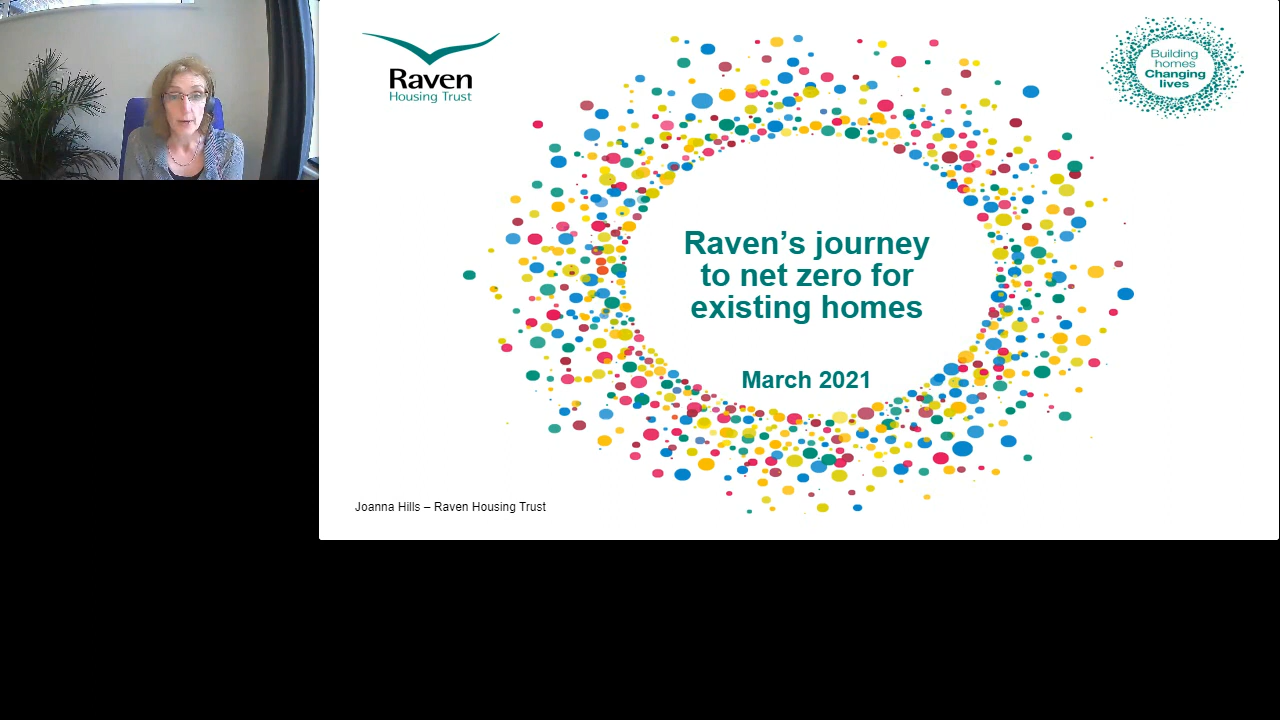 Raven
Housing Trust
Building
homes
Changing
lives
Raven’s journey
to net zero for
existing homes
March 2021
Joanna Hills – Raven Housing Trust